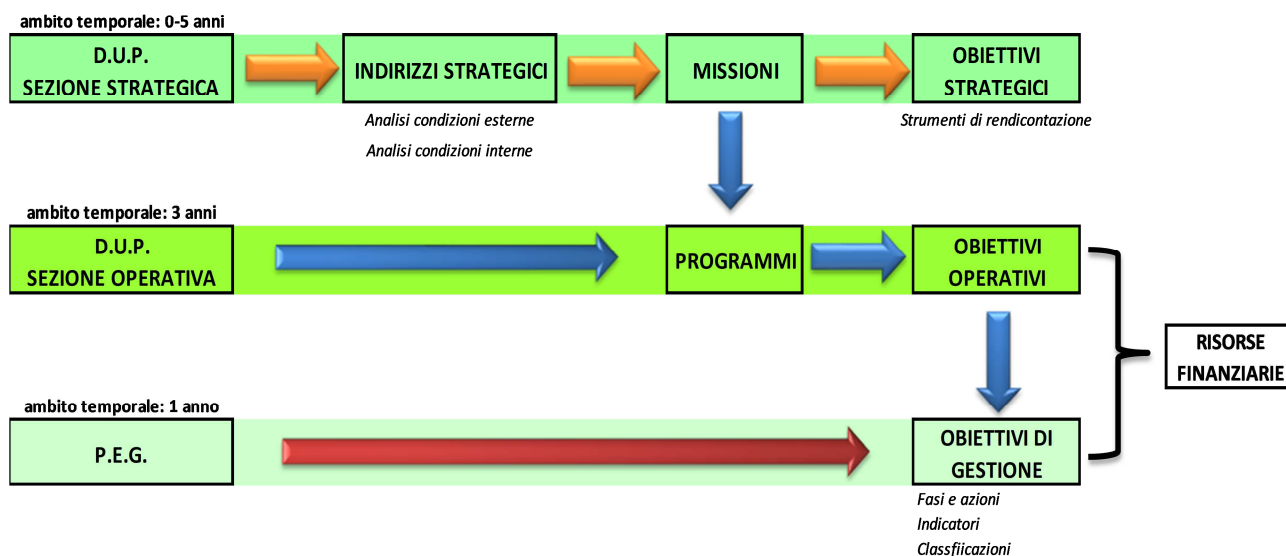 ambito temporale: 0-5 anni
D.U.P.
SEZIONE STRATEGICA
INDIRIZZI STRATEGICI
MISSIONI
OBIETTIVI
STRATEGICI
Analisi condizioni esterne
Analisi condizioni interne
Strumenti di rendicontazione
ambito temporale: 3 anni
D.U.P.
SEZIONE OPERATIVA
PROGRAMMI
OBIETTIVI
OPERATIVI
RISORSE
FINANZIARIE
ambito temporale: 1 anno
P.E.G.
OBIETTIVI DI
GESTIONE
Fasi e azioni
Indicatori
Classfiicazioni